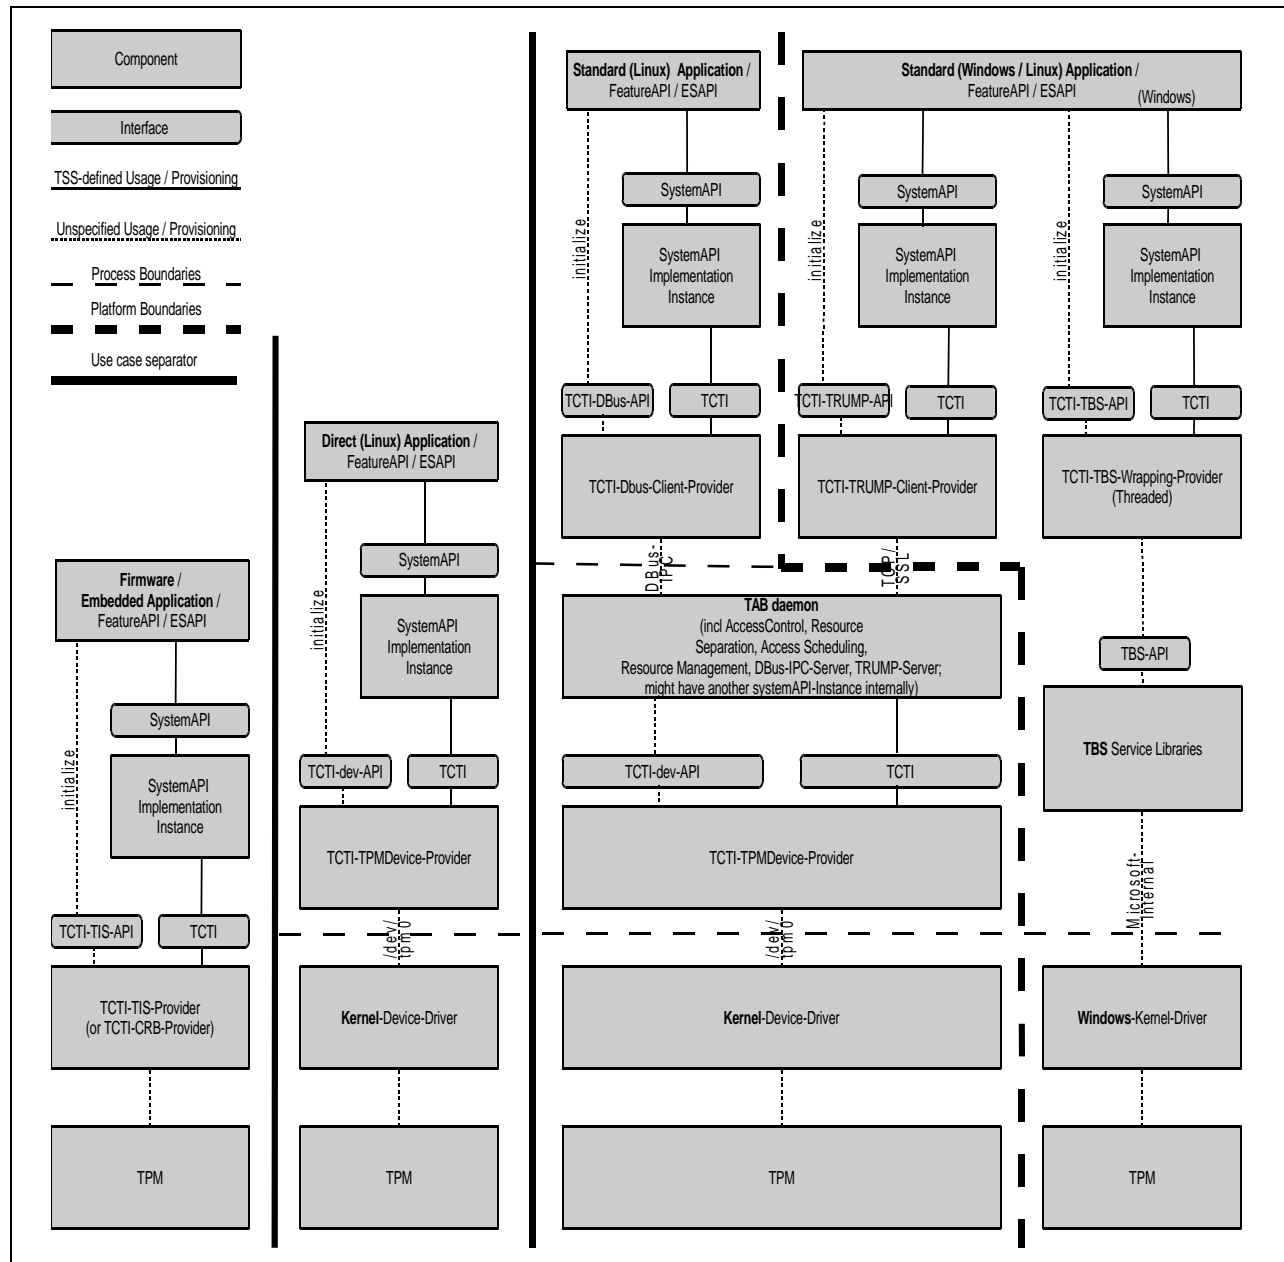 Component
Interface
TSS-defined Usage / Provisioning
Unspecified Usage / Provisioning
Process Boundaries
Platform Boundaries
Use case separator
Firmware /
Embedded Application /
FeatureAPI / ESAPI
initialize
SystemAPI
SystemAPI
Implementation
Instance
TCTI-TIS-API
TCTI
TCTI-TIS-Provider
(or TCTI-CRB-Provider)
TPM
Direct (Linux) Application /
FeatureAPI / ESAPI
initialize
SystemAPI
SystemAPI
Implementation
Instance
TCTI-dev-API
TCTI
TCTI-TPMDevice-Provider
/dev/
tpm0
Kernel-Device-Driver
TPM
Standard (Linux) Application /
FeatureAPI / ESAPI
initialize
SystemAPI
SystemAPI
Implementation
Instance
TCTI-DBus-API
TCTI
TCTI-Dbus-Client-Provider
DBus-
IPC
Standard (Windows / Linux) Application /
FeatureAPI / ESAPI
(Windows)
initialize
SystemAPI
SystemAPI
Implementation
Instance
TCTI-TRUMP-API
TCTI
TCTI-TRUMP-Client-Provider
TCP/
SSL
initialize
SystemAPI
SystemAPI
Implementation
Instance
TCTI-TBS-API
TCTI
TCTI-TBS-Wrapping-Provider
(Threaded)
TAB daemon
(incl AccessControl, Resource
Separation, Access Scheduling,
Resource Management, DBus-IPC-Server, TRUMP-Server;
might have another systemAPI-Instance internally)
TCTI-dev-API
TCTI
TCTI-TPMDevice-Provider
/dev/
tpm0
Kernel-Device-Driver
TPM
TBS-API
TBS Service Libraries
Microsoft-
Internal
Windows-Kernel-Driver
TPM